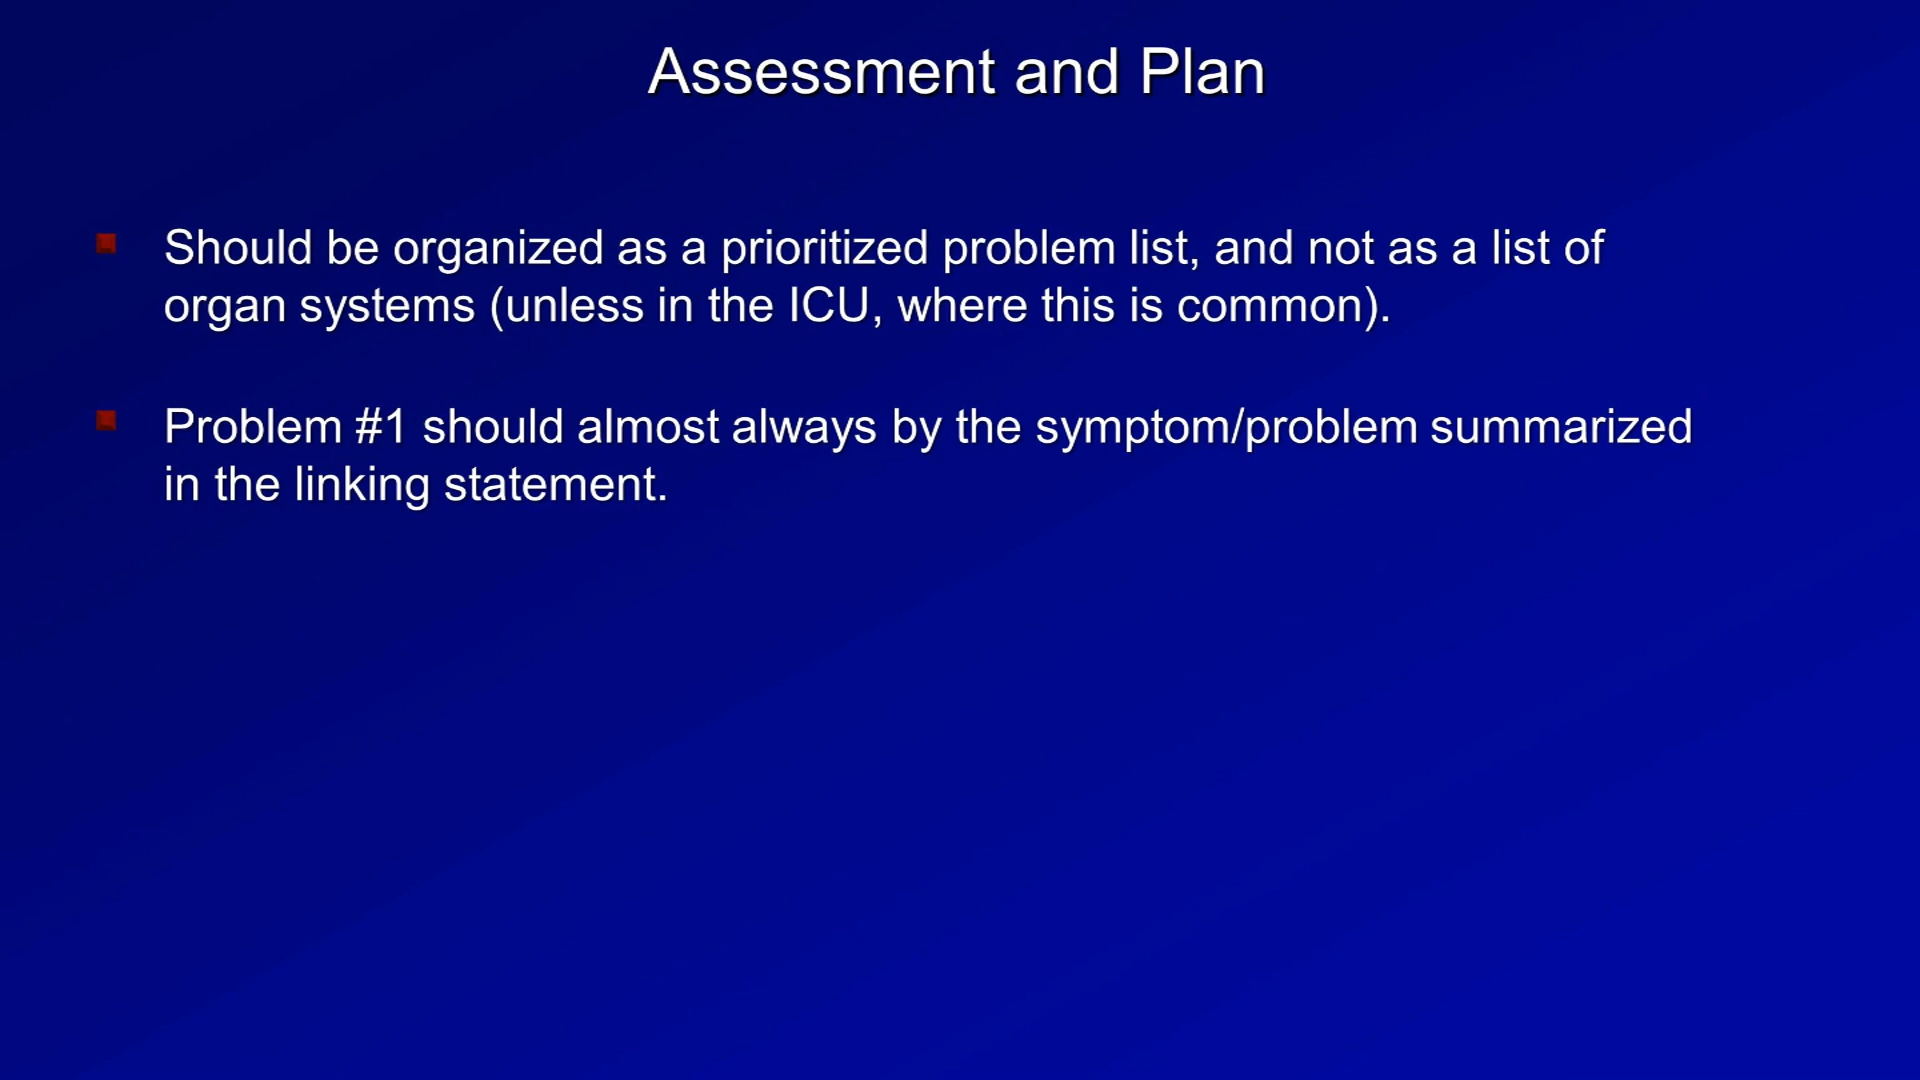 Assessment and Plan
Should be organized as a prioritized problem list, and not as a list of
organ systems (unless in the ICU, where this is common).
Problem #1 should almost always by the symptom/problem summarized
in the linking statement.